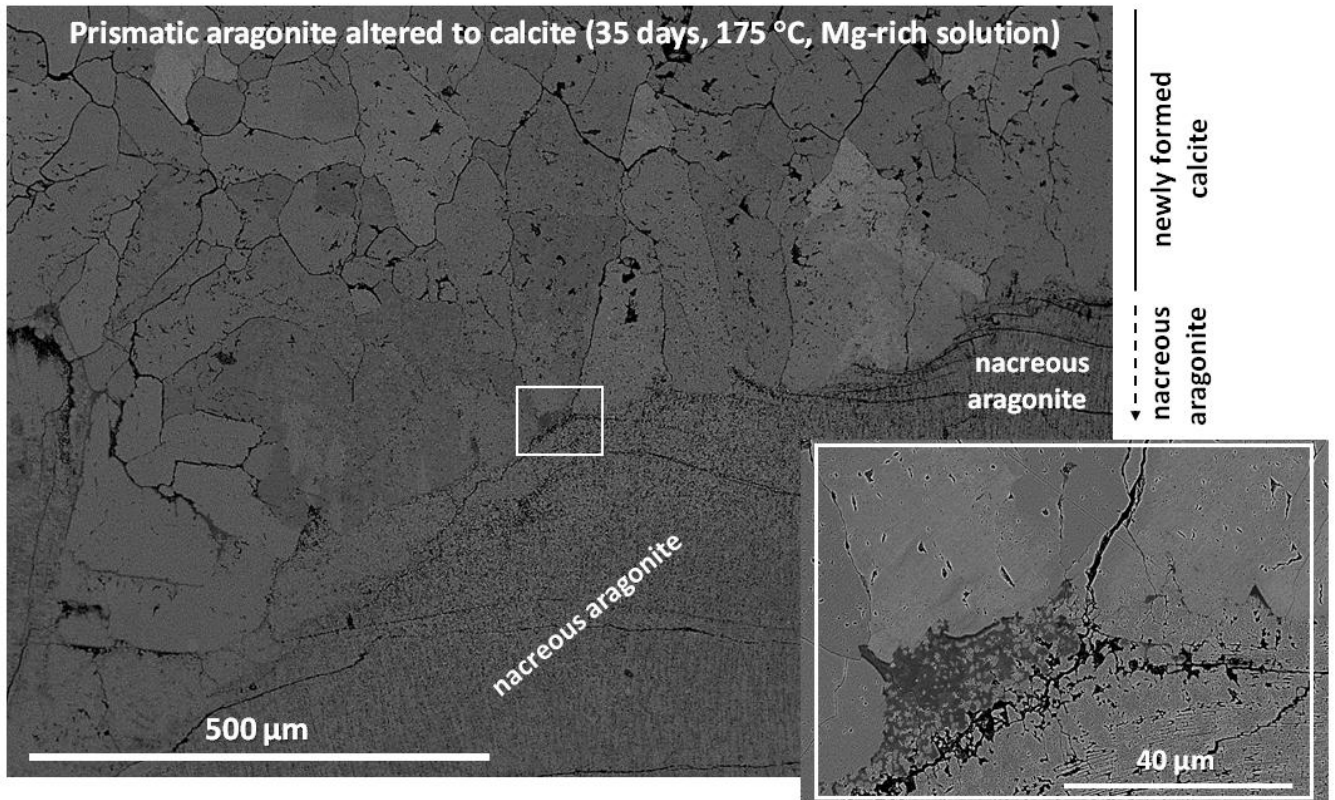 Prismatic aragonite altered to calcite (35 days, 175 °C, Mg-rich solution)
newly formed
calcite
nacreous
aragonite
nacreous
aragonite
nacreous aragonite
500 µm
40 µm